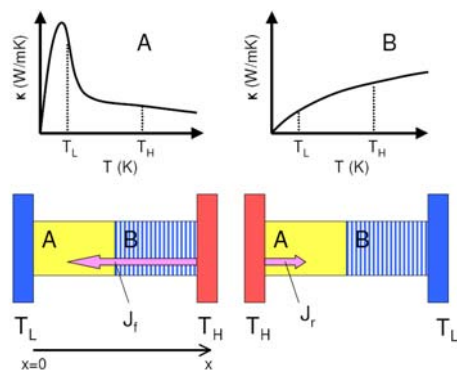 κ (W/mK)
A
T_L
T_H
T (K)
κ (W/mK)
B
T_L
T_H
T (K)
A
B
J_f
T_L
T_H
x=0
x
A
B
J_r
T_H
T_L